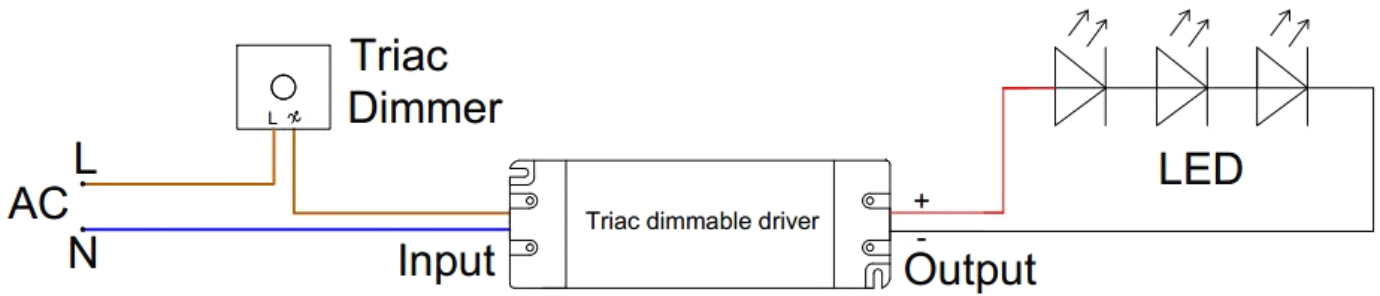 Triac
Dimmer
L
L
AC
N
Input
Triac dimmable driver
+
-
Output
LED